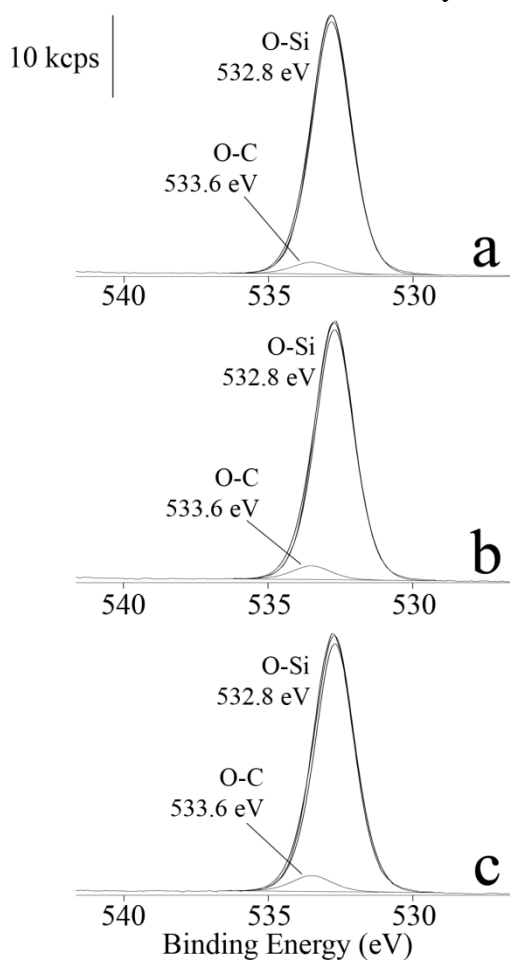 10 kcps
O-Si
532.8 eV
O-C
533.6 eV
a
540 535 530
O-Si
532.8 eV
O-C
533.6 eV
b
540 535 530
O-Si
532.8 eV
O-C
533.6 eV
c
540 535 530
Binding Energy (eV)